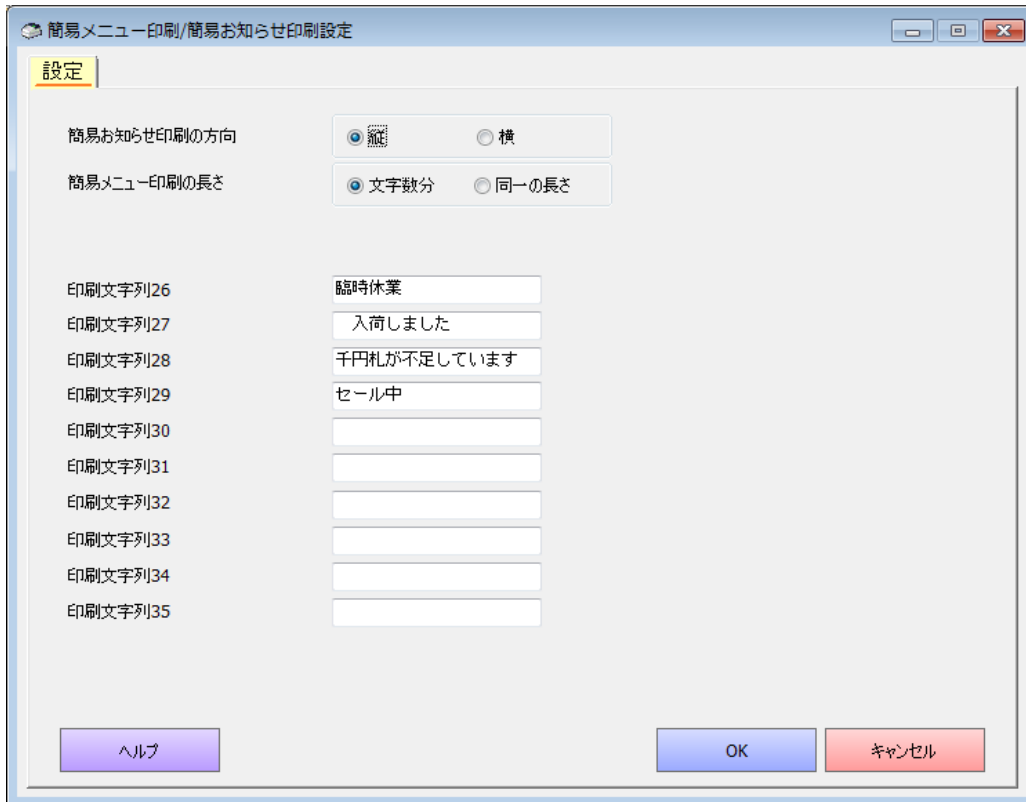 簡易メニュー印刷/簡易お知らせ印刷設定
設定
簡易お知らせ印刷の方向 縦 横
簡易メニュー印刷の長さ 文字数分 同一の長さ
印刷文字列26 臨時休業
印刷文字列27 　入荷しました
印刷文字列28 千円札が不足しています
印刷文字列29 セール中
印刷文字列30
印刷文字列31
印刷文字列32
印刷文字列33
印刷文字列34
印刷文字列35
ヘルプ OK キャンセル